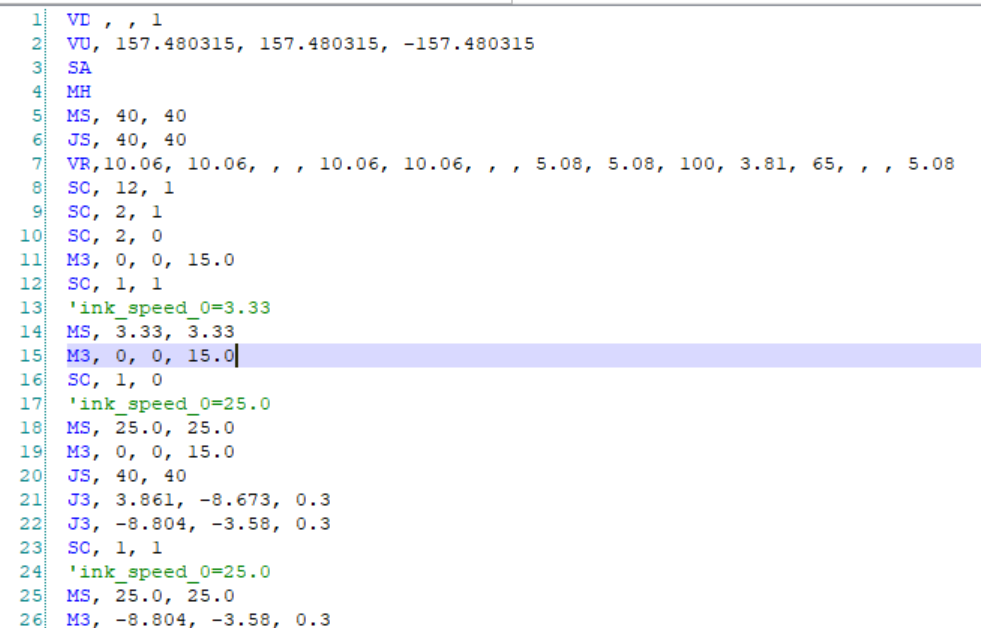 1 VD , , 1
2 VU, 157.480315, 157.480315, -157.480315
3 SA
4 MH
5 MS, 40, 40
6 JS, 40, 40
7 VR,10.06, 10.06, , , 10.06, 10.06, , , 5.08, 5.08, 100, 3.81, 65, , , 5.08
8 SO, 12, 1
9 SO, 2, 1
10 SO, 2, 0
11 M3, 0, 0, 15.0
12 SO, 1, 1
13 'ink_speed_0=3.33
14 MS, 3.33, 3.33
15 M3, 0, 0, 15.0
16 SO, 1, 0
17 'ink_speed_0=25.0
18 MS, 25.0, 25.0
19 M3, 0, 0, 15.0
20 JS, 40, 40
21 J3, 3.861, -8.673, 0.3
22 J3, -8.804, -3.58, 0.3
23 SO, 1, 1
24 'ink_speed_0=25.0
25 MS, 25.0, 25.0
26 M3, -8.804, -3.58, 0.3